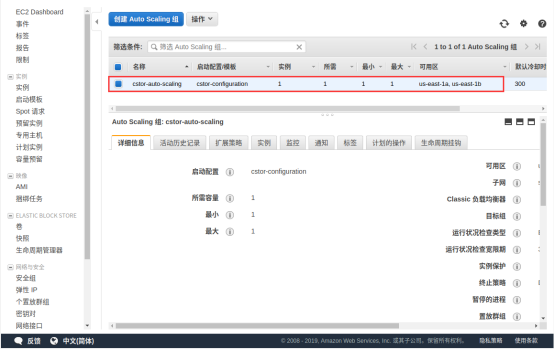 EC2 Dashboard
事件
标签
报告
限制
实例
实例
启动模板
Spot 请求
预留实例
专用主机
计划实例
容量预留
映像
AMI
捆绑任务
ELASTIC BLOCK STORE
卷
快照
生命周期管理器
网络与安全
安全组
弹性 IP
个置放群组
密钥对
网络接口
创建 Auto Scaling 组 操作
筛选条件: 筛选 Auto Scaling 组... 1 to 1 of 1 Auto Scaling 组
名称 启动配置/模板 实例 所需 最小 最大 可用区 默认冷却时
cstor-auto-scaling cstor-configuration 1 1 1 1 us-east-1a, us-east-1b 300
Auto Scaling 组: cstor-auto-scaling
详细信息 活动历史记录 扩展策略 实例 监控 通知 标签 计划的操作 生命周期挂钩
启动配置 cstor-configuration
所需容量 1
最小 1
最大 1
可用区
子网
Classic 负载均衡器
目标组
运行状况检查类型
运行状况检查宽限期
实例保护
终止策略
暂停的进程
置放群组
反馈 中文(简体) © 2008 - 2019, Amazon Web Services, Inc. 或其子公司。保留所有权利。 隐私策略 使用条款